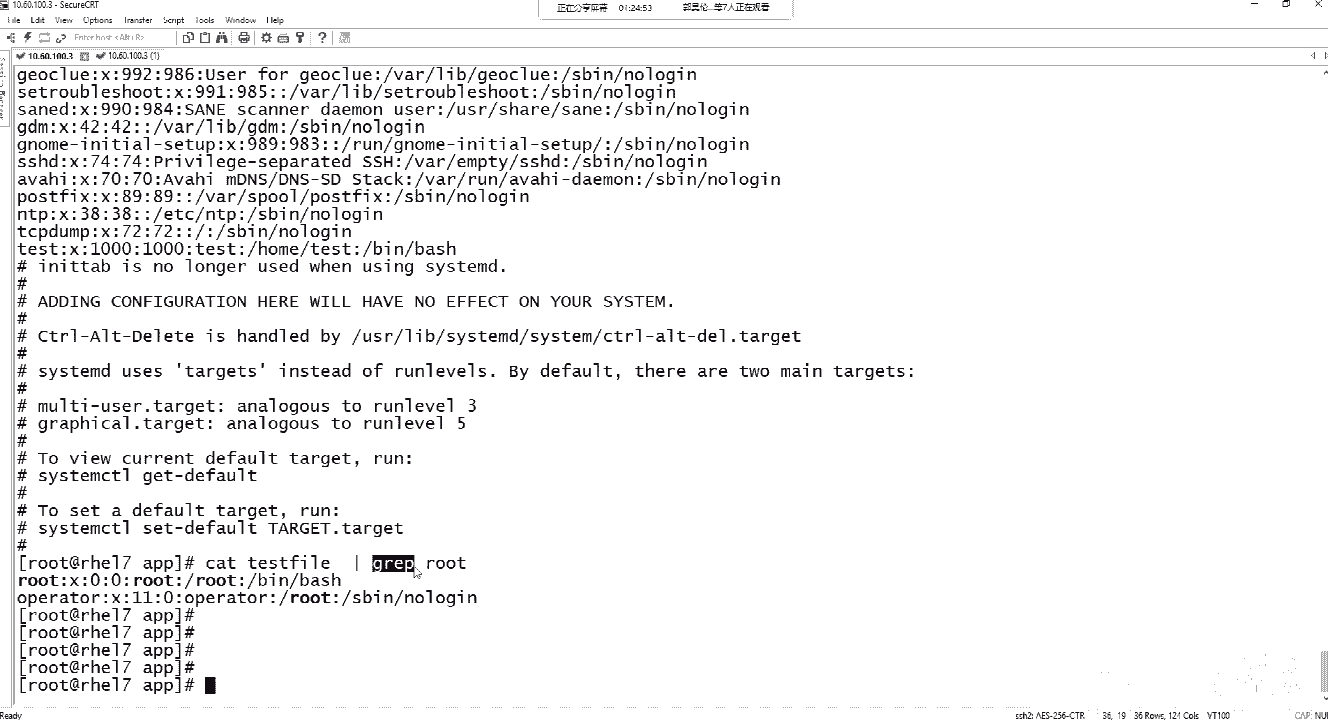 10.60.100.3 - SecureCRT
正在分享屏幕 01:24:53
等7人正在观看
File Edit View Options Transfer Script Tools Window Help
Enter host <Alt+R>
10.60.100.3 10.60.100.3 (1)
geoclue:x:992:986:User for geoclue:/var/lib/geoclue:/sbin/nologin
setroubleshoot:x:991:985::/var/lib/setroubleshoot:/sbin/nologin
saned:x:990:984:SANE scanner daemon user:/usr/share/sane:/sbin/nologin
gdm:x:42:42::/var/lib/gdm:/sbin/nologin
gnome-initial-setup:x:989:983::/run/gnome-initial-setup/:/sbin/nologin
sshd:x:74:74:Privilege-separated SSH:/var/empty/sshd:/sbin/nologin
avahi:x:70:70:Avahi mDNS/DNS-SD Stack:/var/run/avahi-daemon:/sbin/nologin
postfix:x:89:89::/var/spool/postfix:/sbin/nologin
ntp:x:38:38::/etc/ntp:/sbin/nologin
tcpdump:x:72:72::/:/sbin/nologin
test:x:1000:1000:test:/home/test:/bin/bash
# inittab is no longer used when using systemd.
#
# ADDING CONFIGURATION HERE WILL HAVE NO EFFECT ON YOUR SYSTEM.
#
# Ctrl-Alt-Delete is handled by /usr/lib/systemd/system/ctrl-alt-del.target
#
# systemd uses 'targets' instead of runlevels. By default, there are two main targets:
#
# multi-user.target: analogous to runlevel 3
# graphical.target: analogous to runlevel 5
#
# To view current default target, run:
# systemctl get-default
#
# To set a default target, run:
# systemctl set-default TARGET.target
#
[root@rhel7 app]# cat testfile  | grep root
root:x:0:0:root:/root:/bin/bash
operator:x:11:0:operator:/root:/sbin/nologin
[root@rhel7 app]#
[root@rhel7 app]#
[root@rhel7 app]#
[root@rhel7 app]#
[root@rhel7 app]#
Ready ssh2: AES-256-CTR 36, 19 36 Rows, 124 Cols VT100 CAP NUM